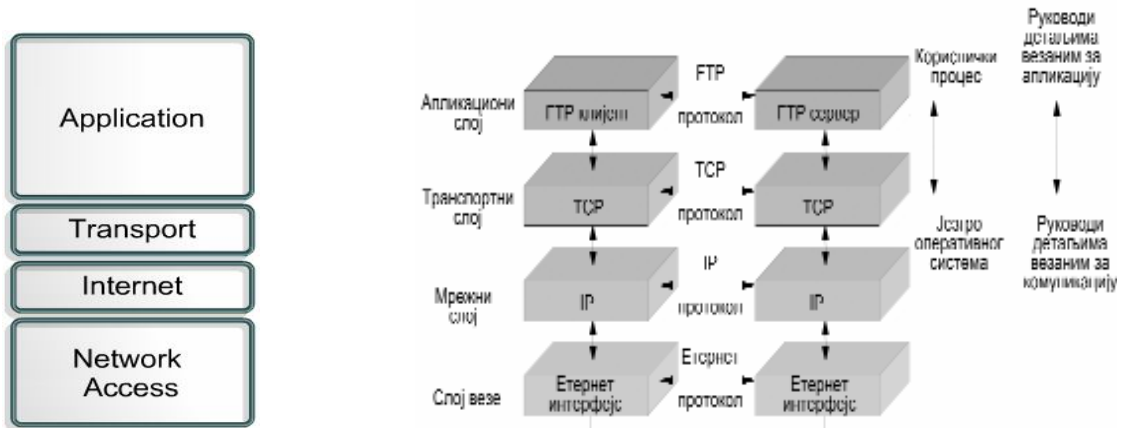 Application
Transport
Internet
Network
Access
Апликациони
слој
ФТР клијент
FTP
протокол
ФТР сервер
Транспортни
слој
TCP
TCP
протокол
TCP
Мрежни
слој
IP
IP
протокол
IP
Слој везе
Етернет
интерфејс
Етернет
протокол
Етернет
интерфејс
Кориснички
процес
Језгро
оперативног
система
Руководи
детаљима
везаним за
апликацију
Руководи
детаљима
везаним за
комуникацију